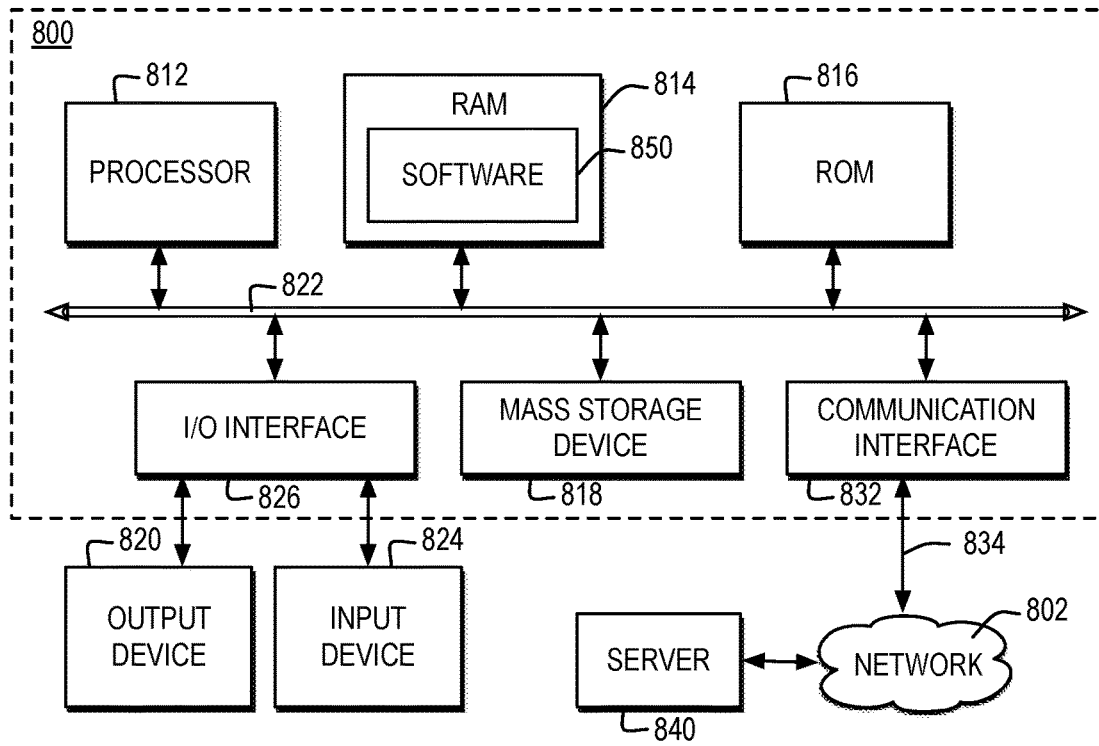 800
812
814
816
RAM
PROCESSOR
SOFTWARE
850
ROM
822
I/O INTERFACE
MASS STORAGE
DEVICE
COMMUNICATION
INTERFACE
826
818
832
820
824
834
OUTPUT
DEVICE
INPUT
DEVICE
SERVER
802
NETWORK
840